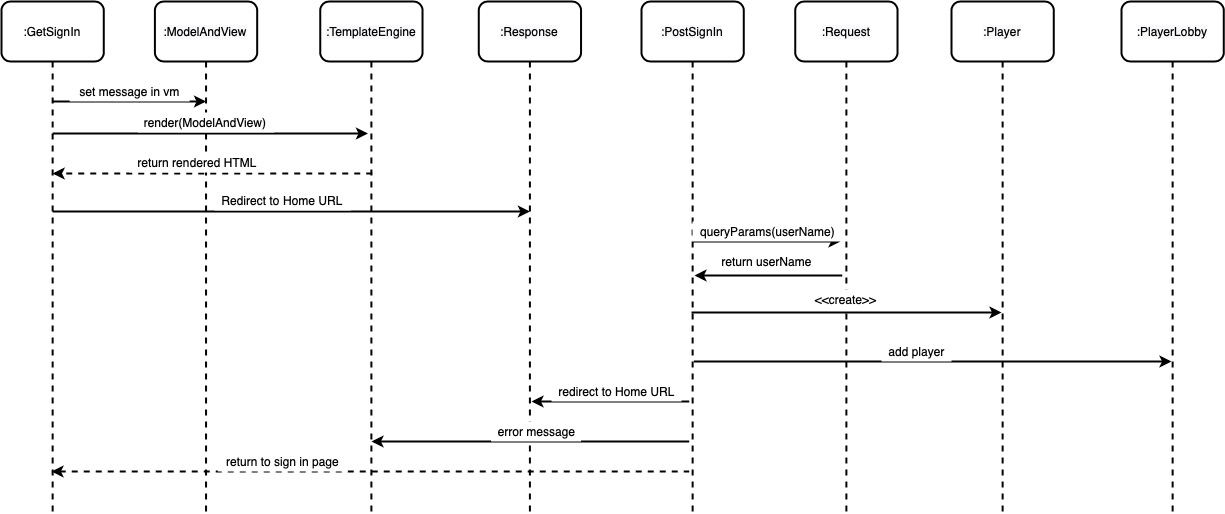 :GetSignIn
:ModelAndView
:TemplateEngine
:Response
:PostSignIn
:Request
:Player
:PlayerLobby
set message in vm
render(ModelAndView)
return rendered HTML
Redirect to Home URL
queryParams(userName)
return userName
<<create>>
add player
redirect to Home URL
error message
return to sign in page